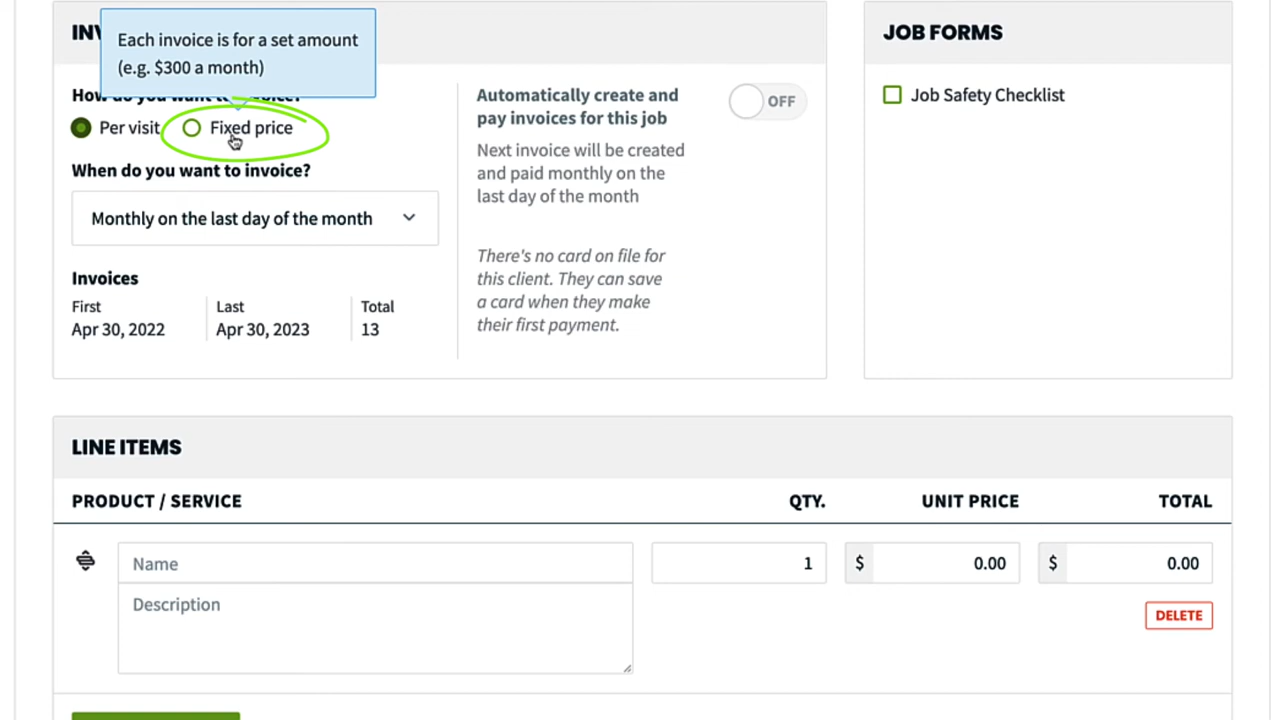 Each invoice is for a set amount
(e.g. $300 a month)
Per visit
Fixed price
When do you want to invoice?
Monthly on the last day of the month
Invoices
First
Apr 30, 2022
Last
Apr 30, 2023
Total
13
Automatically create and
pay invoices for this job
OFF
Next invoice will be created
and paid monthly on the
last day of the month
There's no card on file for
this client. They can save
a card when they make
their first payment.
JOB FORMS
Job Safety Checklist
LINE ITEMS
PRODUCT / SERVICE QTY. UNIT PRICE TOTAL
Name 1 $ 0.00 $ 0.00
Description
DELETE